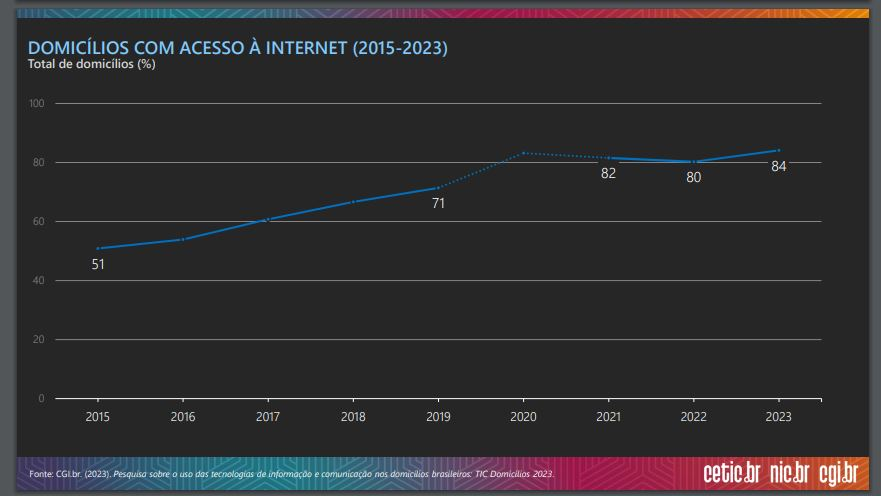 DOMICÍLIOS COM ACESSO À INTERNET (2015-2023)
Total de domicílios (%)
100
80
60
40
20
0
51
71
82
80
84
2015 2016 2017 2018 2019 2020 2021 2022 2023
Fonte: CGI.br. (2023). Pesquisa sobre o uso das tecnologias de informação e comunicação nos domicílios brasileiros: TIC Domicílios 2023.
cetic.br nic.br cgi.br